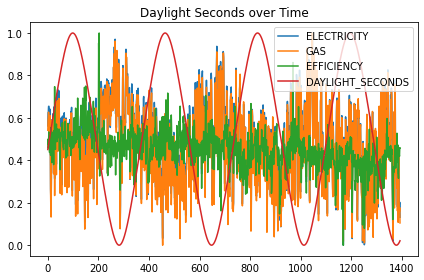 Daylight Seconds over Time
ELECTRICITY
GAS
EFFICIENCY
DAYLIGHT_SECONDS
1.0
0.8
0.6
0.4
0.2
0.0
0 200 400 600 800 1000 1200 1400